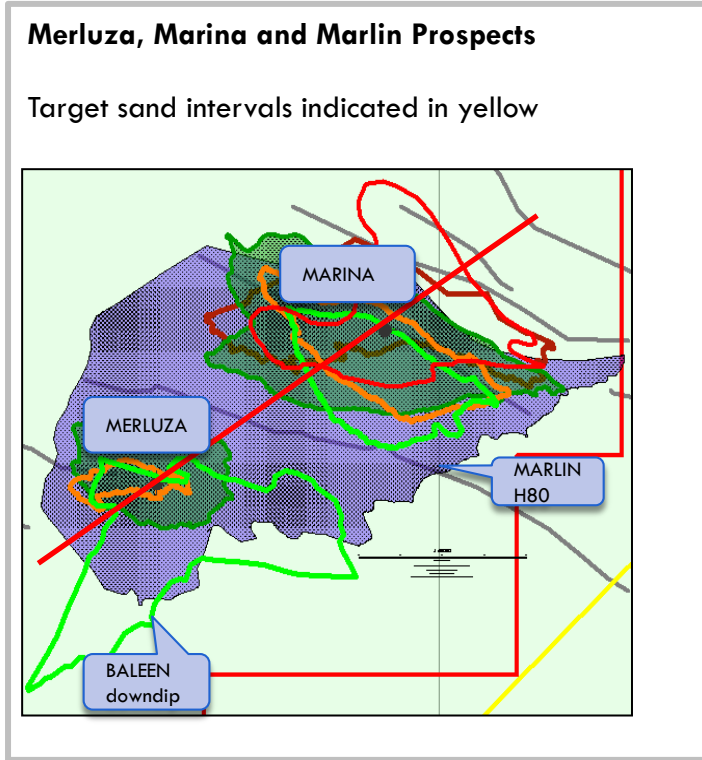 Merluza, Marina and Marlin Prospects
Target sand intervals indicated in yellow
MARINA
MERLUZA
MARLIN
H80
BALEEN
downdip